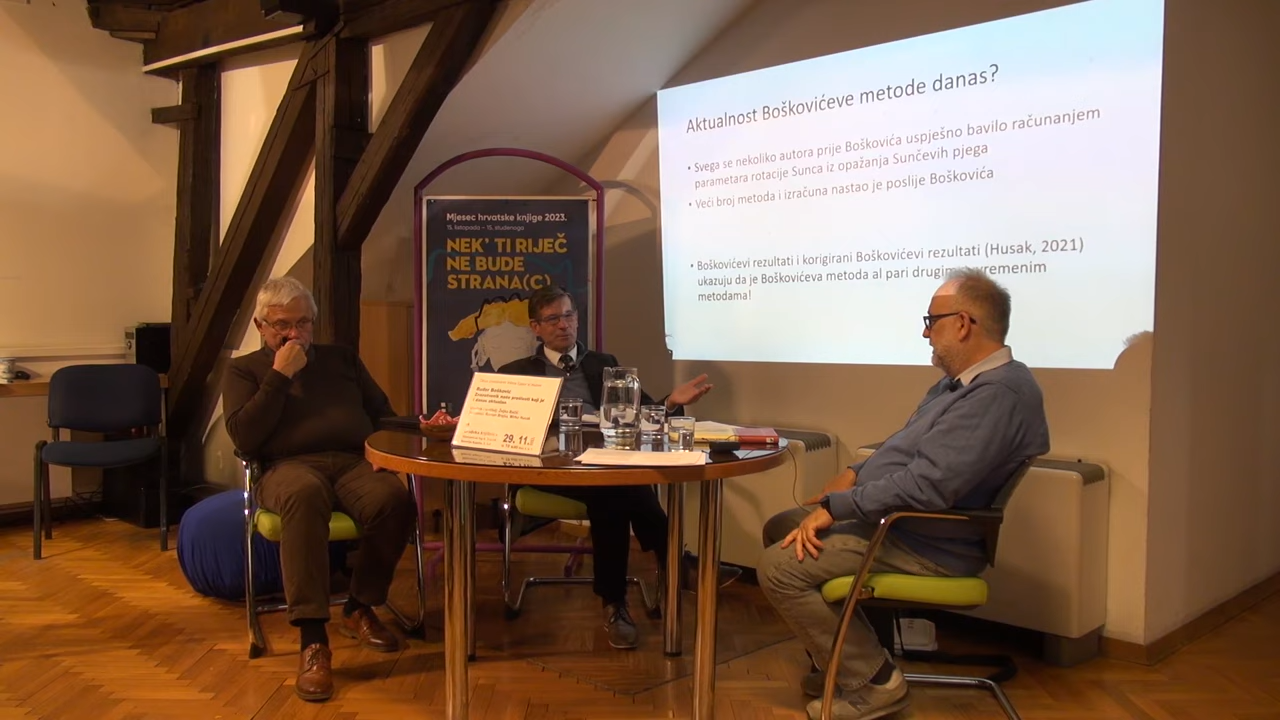 Aktualnost Boškovićeve metode danas?
• Svega se nekoliko autora prije Boškovića uspješno bavilo računanjem
parametara rotacije Sunca iz opažanja Sunčevih pjega
• Veći broj metoda i izračuna nastao je poslije Boškovića
• Boškovićevi rezultati i korigirani Boškovićevi rezultati (Husak, 2021)
ukazuju da je Boškovićeva metoda al pari drugim
metodama!
Mjesec hrvatske knjige 2023.
15. listopada – 15. studenoga
NEK' TI RIJEČ
NE BUDE
STRANA(C)
Ruđer Bošković
29. 11.